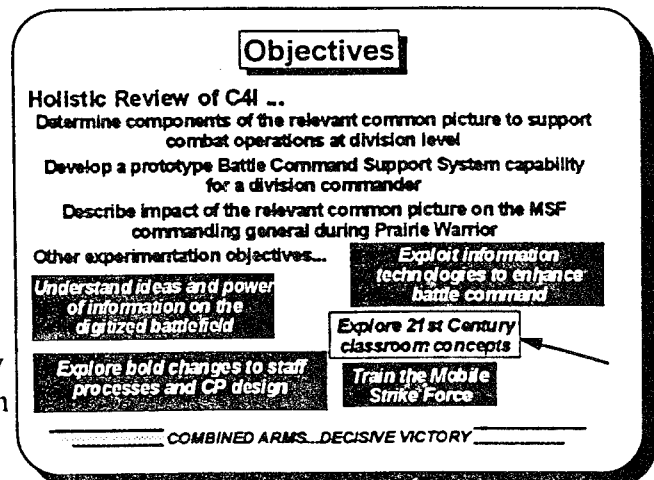 Objectives
Holistic Review of C4I ...
Determine components of the relevant common picture to support
combat operations at division level
Develop a prototype Battle Command Support System capability
for a division commander
Describe impact of the relevant common picture on the MSF
commanding general during Prairie Warrior
Other experimentation objectives...
Exploit information
technologies to enhance
battle command
Understand ideas and power
of information on the
digitized battlefield
Explore 21st Century
classroom concepts
Explore bold changes to staff
processes and CP design
Train the Mobile
Strike Force
COMBINED ARMS...DECISIVE VICTORY